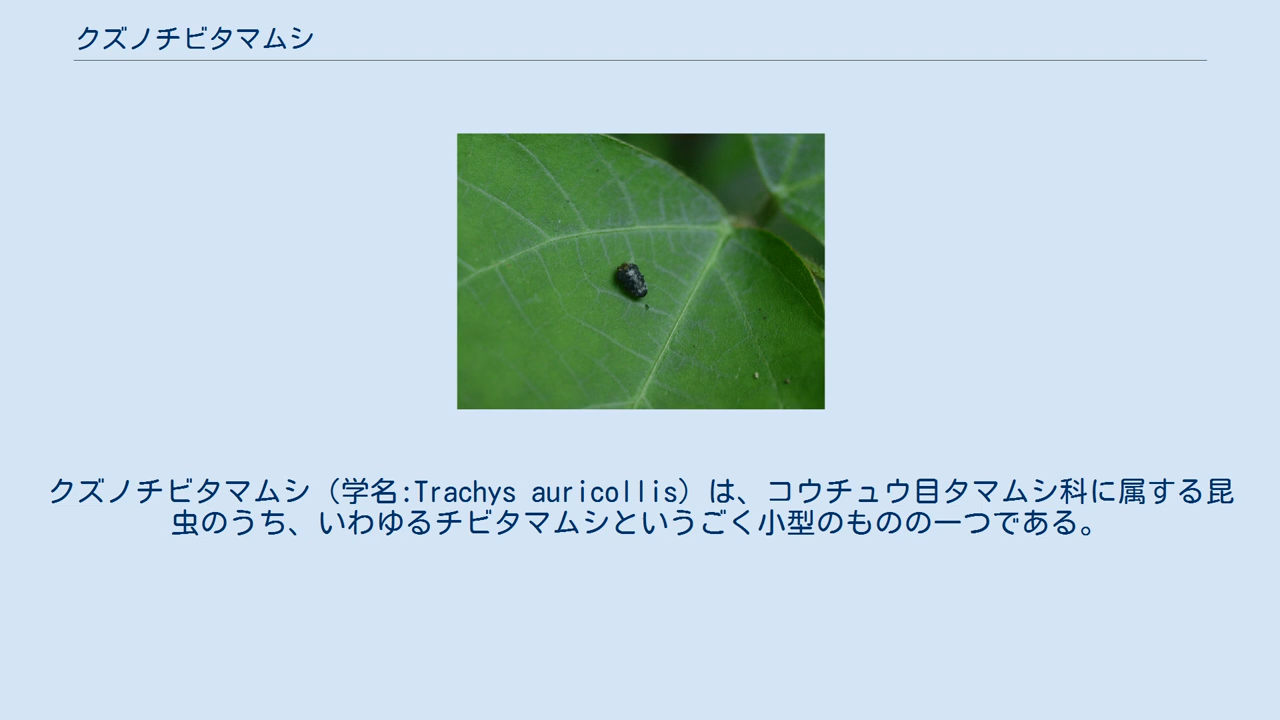 クズノチビタマムシ
クズノチビタマムシ（学名:Trachys auricollis）は、コウチュウ目タマムシ科に属する昆
虫のうち、いわゆるチビタマムシというごく小型のものの一つである。